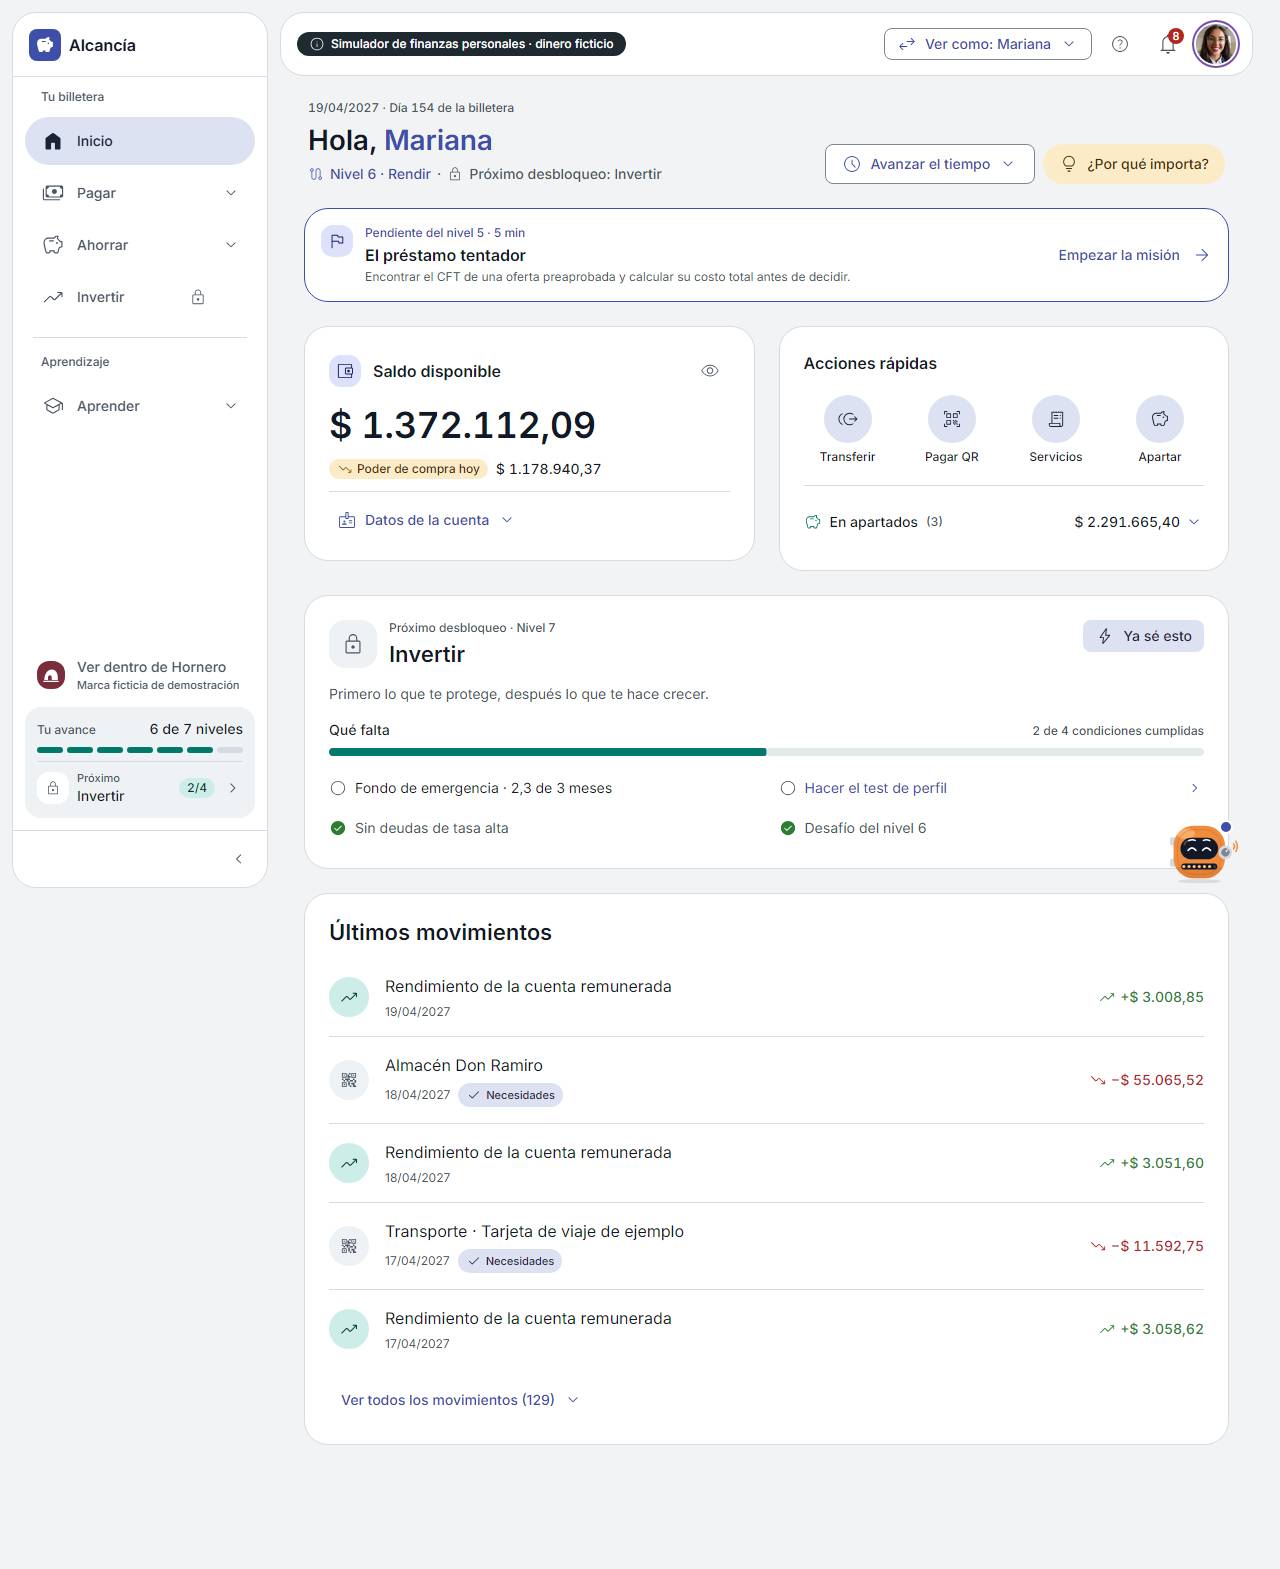 Alcancía
Tu billetera
Inicio
Pagar
Ahorrar
Invertir
Aprendizaje
Aprender
Ver dentro de Hornero
Marca ficticia de demostración
Tu avance 6 de 7 niveles
Próximo
Invertir
2/4
Simulador de finanzas personales · dinero ficticio
Ver como: Mariana
8
19/04/2027 · Día 154 de la billetera
Hola, Mariana
Nivel 6 · Rendir · Próximo desbloqueo: Invertir
Avanzar el tiempo
¿Por qué importa?
Pendiente del nivel 5 · 5 min
El préstamo tentador
Encontrar el CFT de una oferta preaprobada y calcular su costo total antes de decidir.
Empezar la misión
Saldo disponible
$ 1.372.112,09
Poder de compra hoy $ 1.178.940,37
Datos de la cuenta
Acciones rápidas
Transferir
Pagar QR
Servicios
Apartar
En apartados (3) $ 2.291.665,40
Próximo desbloqueo · Nivel 7
Invertir
Ya sé esto
Primero lo que te protege, después lo que te hace crecer.
Qué falta 2 de 4 condiciones cumplidas
Fondo de emergencia · 2,3 de 3 meses
Hacer el test de perfil
Sin deudas de tasa alta
Desafío del nivel 6
Últimos movimientos
Rendimiento de la cuenta remunerada
19/04/2027
+$ 3.008,85
Almacén Don Ramiro
18/04/2027 Necesidades
−$ 55.065,52
Rendimiento de la cuenta remunerada
18/04/2027
+$ 3.051,60
Transporte · Tarjeta de viaje de ejemplo
17/04/2027 Necesidades
−$ 11.592,75
Rendimiento de la cuenta remunerada
17/04/2027
+$ 3.058,62
Ver todos los movimientos (129)